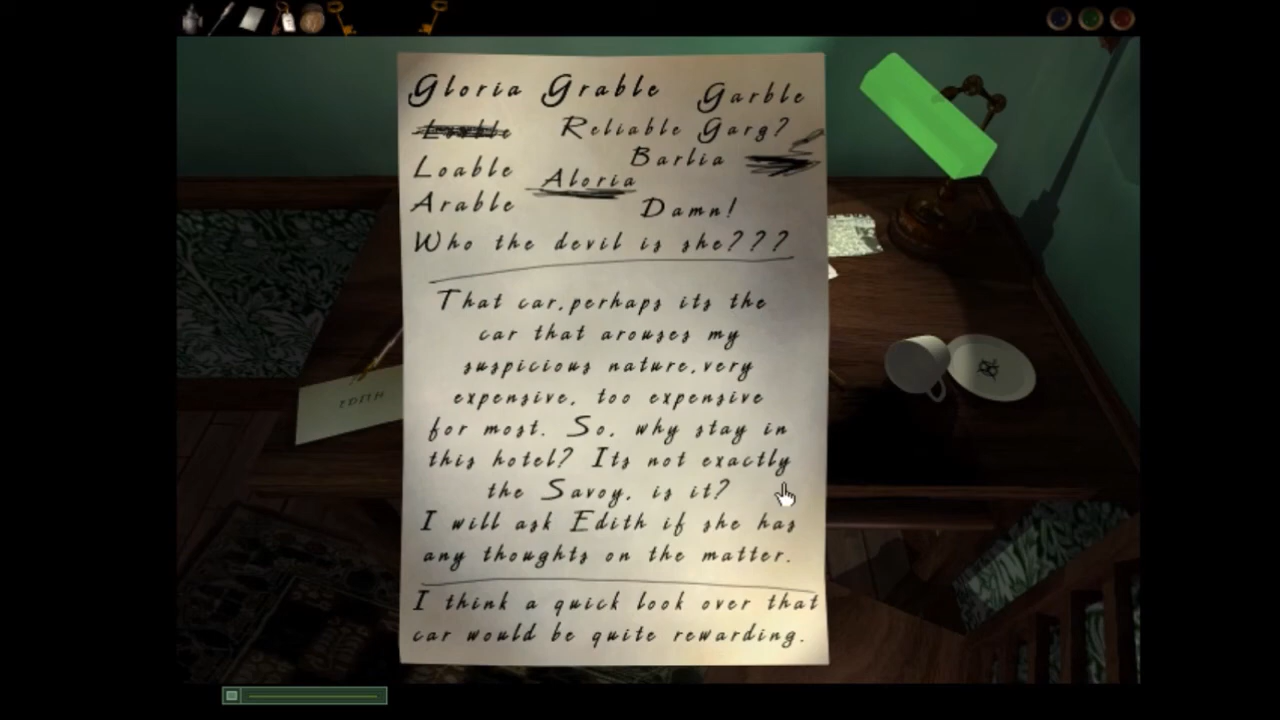 Gloria Grable Garble
Reliable Garg?
Barlia
Loable
Aloria
Arable Damn!
Who the devil is she???
That car,perhaps its the
car that arouses my
suspicious nature,very
expensive, too expensive
for most. So, why stay in
this hotel? Its not exactly
the Savoy, is it?
I will ask Edith if she has
any thoughts on the matter.
I think a quick look over that
car would be quite rewarding.
EDITH